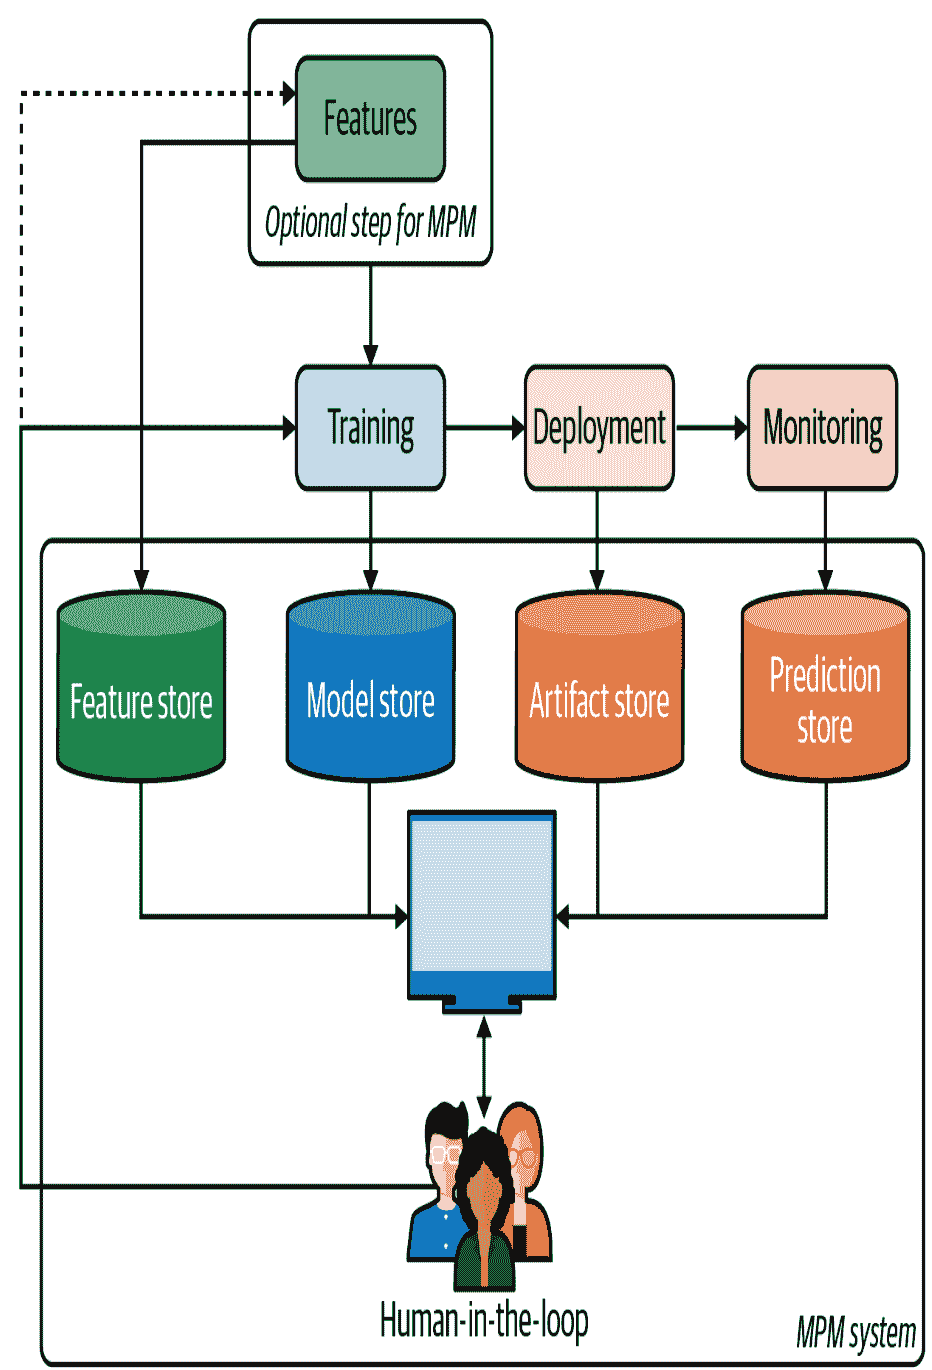 Features
Optional step for MPM
Training
Deployment
Monitoring
Feature store
Model store
Artifact store
Prediction
store
Human-in-the-loop
MPM system